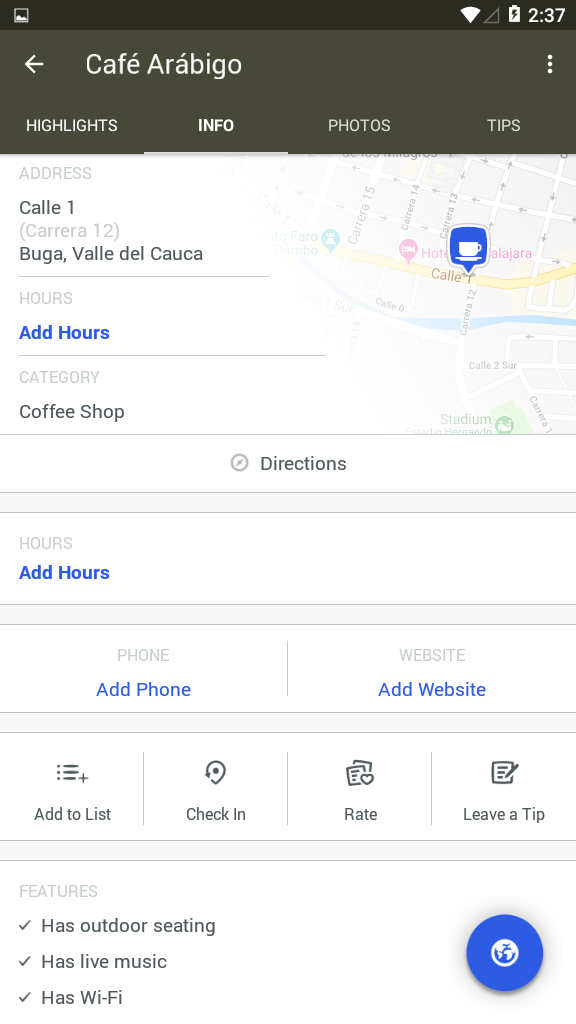 2:37
Café Arábigo
HIGHLIGHTS
INFO
PHOTOS
TIPS
ADDRESS
Calle 1
(Carrera 12)
Buga, Valle del Cauca
HOURS
Add Hours
CATEGORY
Coffee Shop
de los Milagros
Carrera 15
Carrera 14
Carrera 13
Calle 1
Faro
Calle 1
Carrera 12
1 Sur
Calle 0
Calle 2 Sur
Carrera 11
Stadium
Estadio Hernando
Directions
HOURS
Add Hours
PHONE
WEBSITE
Add Phone
Add Website
Add to List
Check In
Rate
Leave a Tip
FEATURES
Has outdoor seating
Has live music
Has Wi-Fi